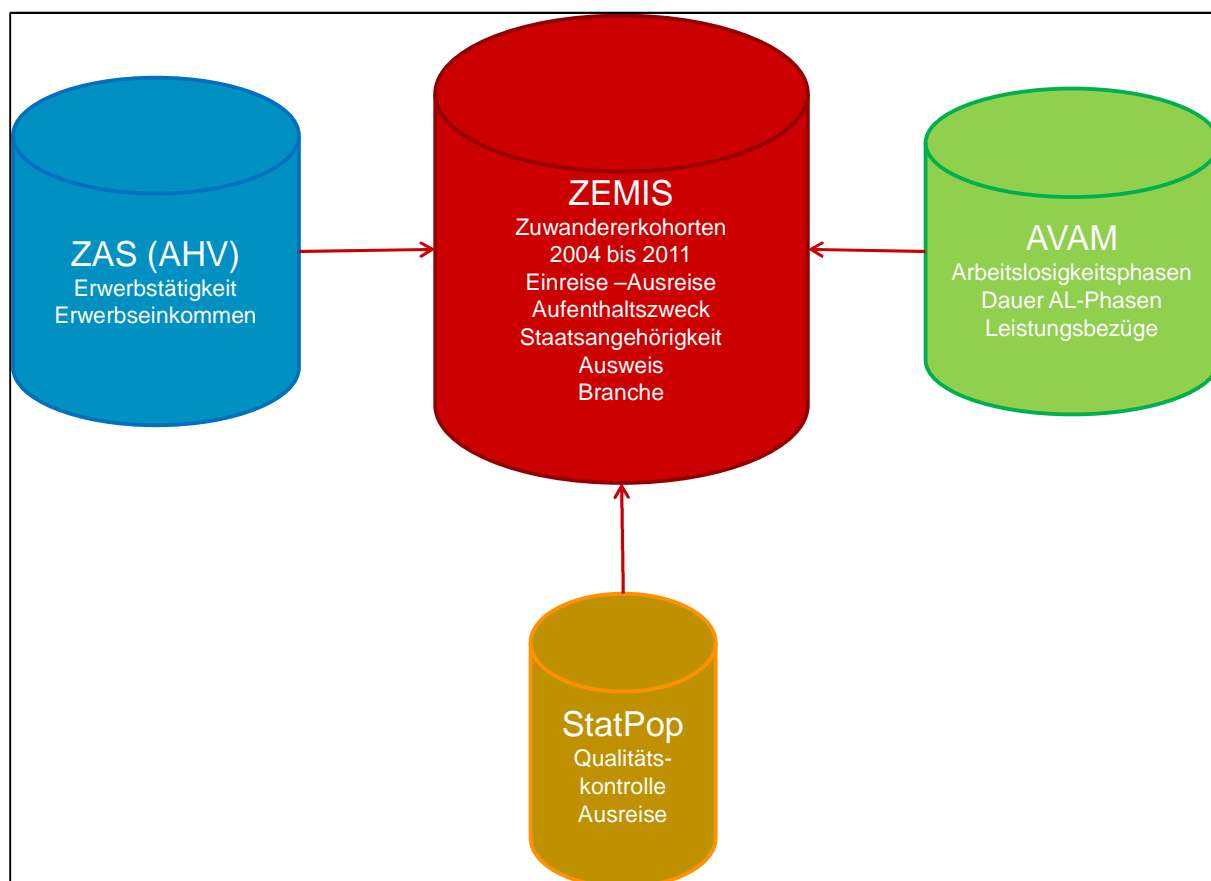 ZAS (AHV)
Erwerbstätigkeit
Erwerbseinkommen
ZEMIS
Zuwandererkohorten
2004 bis 2011
Einreise –Ausreise
Aufenthaltszweck
Staatsangehörigkeit
Ausweis
Branche
AVAM
Arbeitslosigkeitsphasen
Dauer AL-Phasen
Leistungsbezüge
StatPop
Qualitäts-
kontrolle
Ausreise